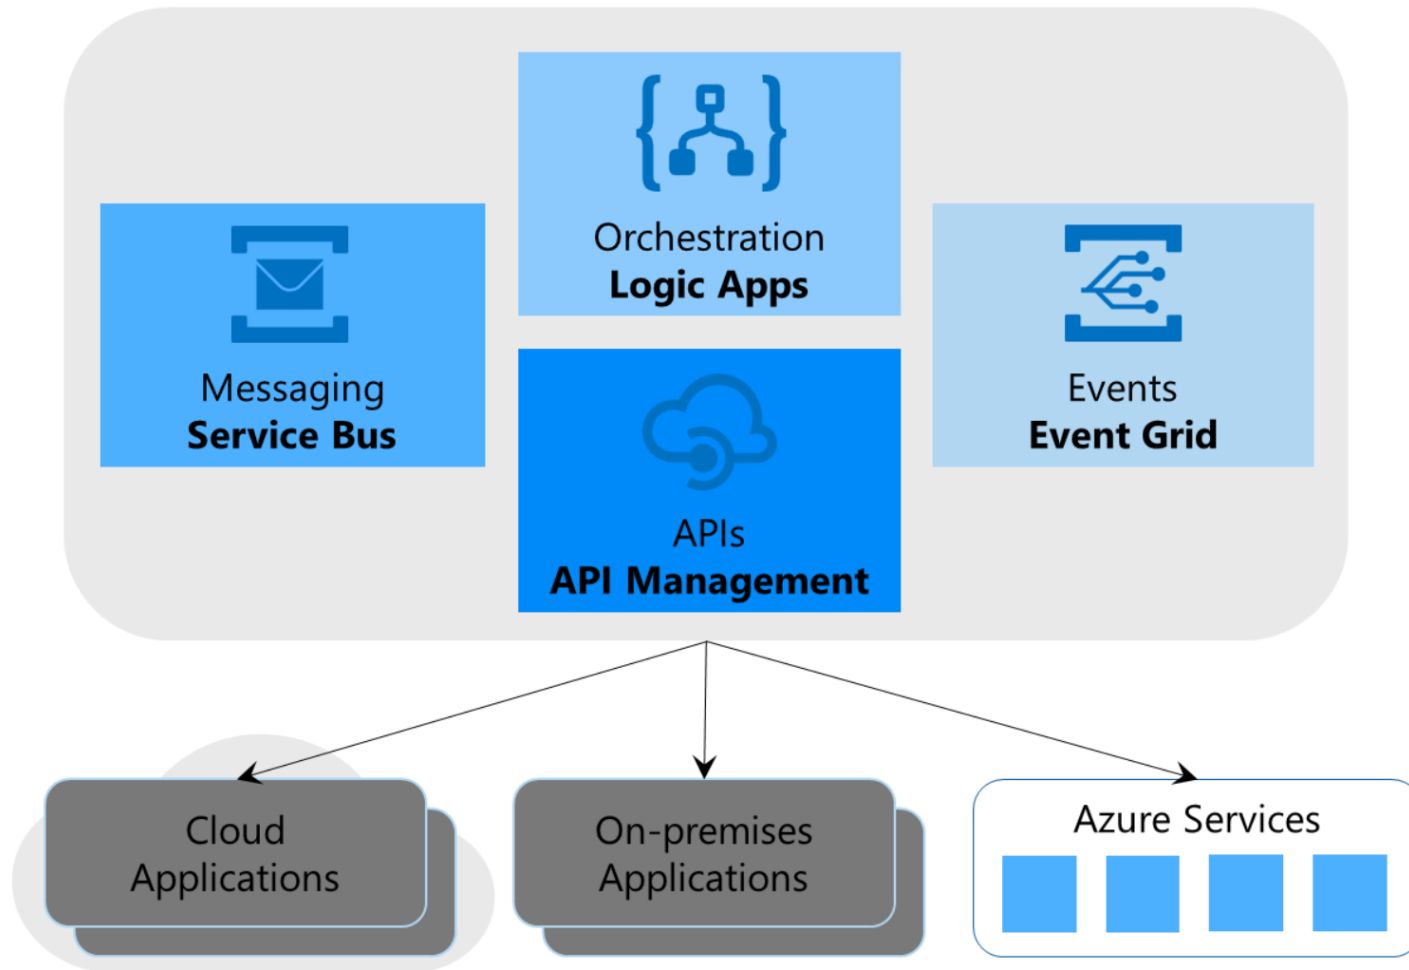 Orchestration
Logic Apps
Messaging
Service Bus
Events
Event Grid
APIs
API Management
Cloud
Applications
On-premises
Applications
Azure Services